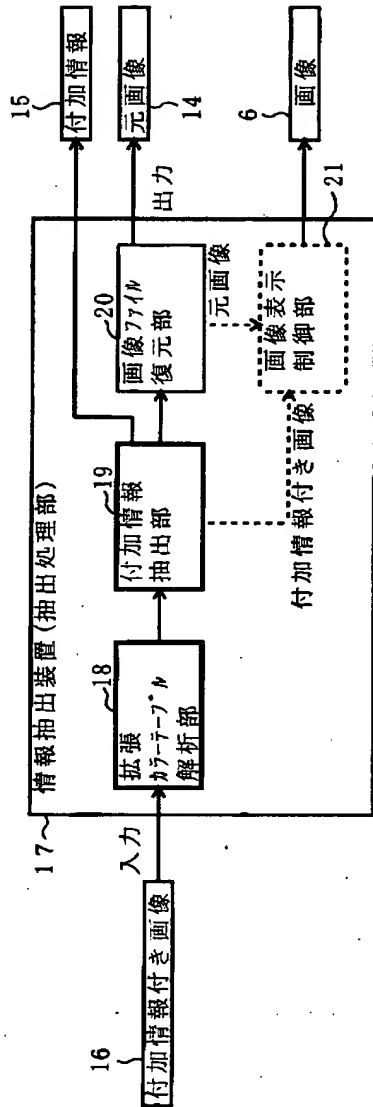 17
情報抽出装置(抽出処理部)
16
付加情報付き画像
入力
18
拡張
カラーテーブル
解析部
19
付加情報
抽出部
20
画像ファイル
復元部
出力
15
付加情報
元画像
14
元画像
付加情報付き画像
画像表示
制御部
21
6
画像